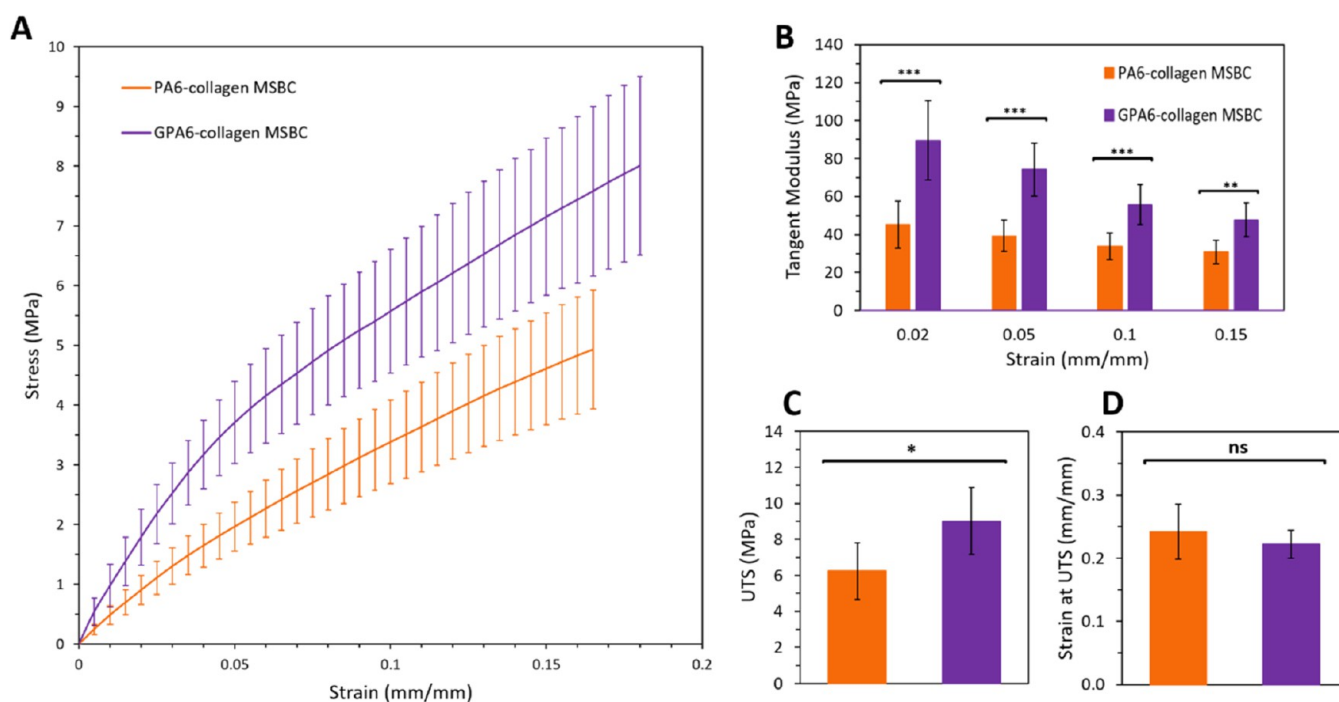 A
10
9
8
7
6
5
4
3
2
1
0
Stress (MPa)
PA6-collagen MSBC
GPA6-collagen MSBC
0 0.05 0.1 0.15 0.2
Strain (mm/mm)
B
140
120
100
80
60
40
20
0
Tangent Modulus (MPa)
PA6-collagen MSBC
GPA6-collagen MSBC
***
***
***
**
0.02 0.05 0.1 0.15
Strain (mm/mm)
C
14
12
10
8
6
4
2
0
UTS (MPa)
*
D
0.4
0.3
0.2
0.1
0.0
Strain at UTS (mm/mm)
ns